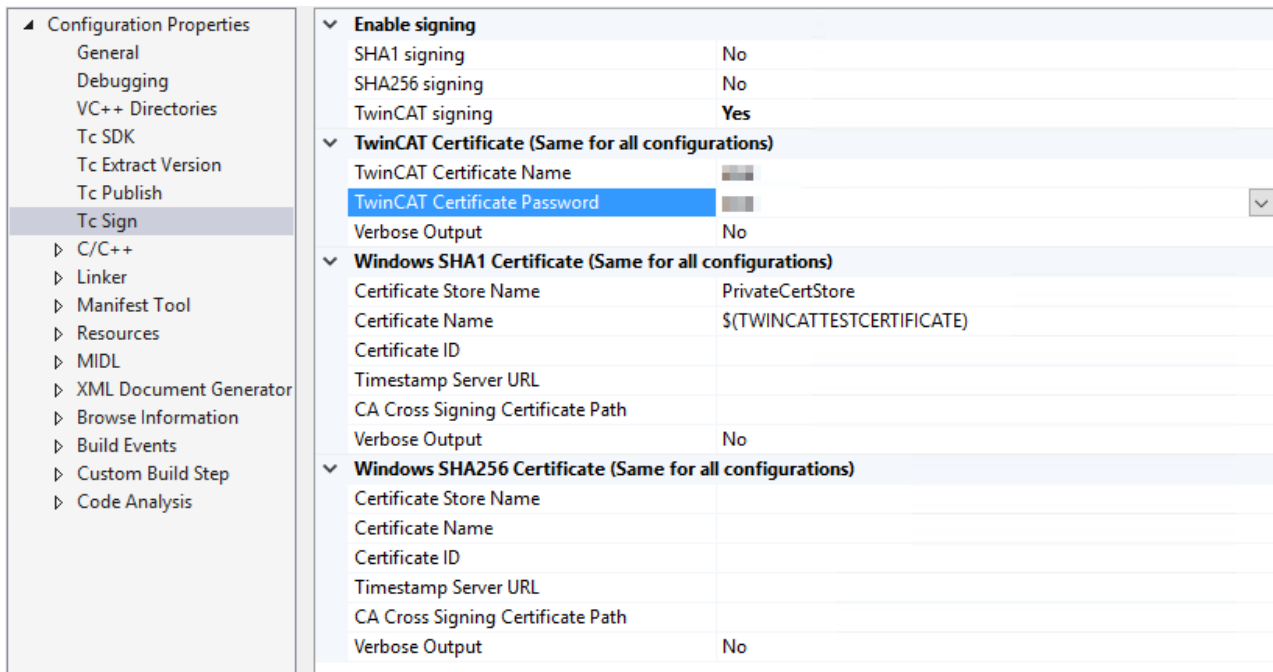 Configuration Properties
General
Debugging
VC++ Directories
Tc SDK
Tc Extract Version
Tc Publish
Tc Sign
C/C++
Linker
Manifest Tool
Resources
MIDL
XML Document Generator
Browse Information
Build Events
Custom Build Step
Code Analysis
Enable signing
SHA1 signing No
SHA256 signing No
TwinCAT signing Yes
TwinCAT Certificate (Same for all configurations)
TwinCAT Certificate Name
TwinCAT Certificate Password
Verbose Output No
Windows SHA1 Certificate (Same for all configurations)
Certificate Store Name PrivateCertStore
Certificate Name $(TWINCATTESTCERTIFICATE)
Certificate ID
Timestamp Server URL
CA Cross Signing Certificate Path
Verbose Output No
Windows SHA256 Certificate (Same for all configurations)
Certificate Store Name
Certificate Name
Certificate ID
Timestamp Server URL
CA Cross Signing Certificate Path
Verbose Output No